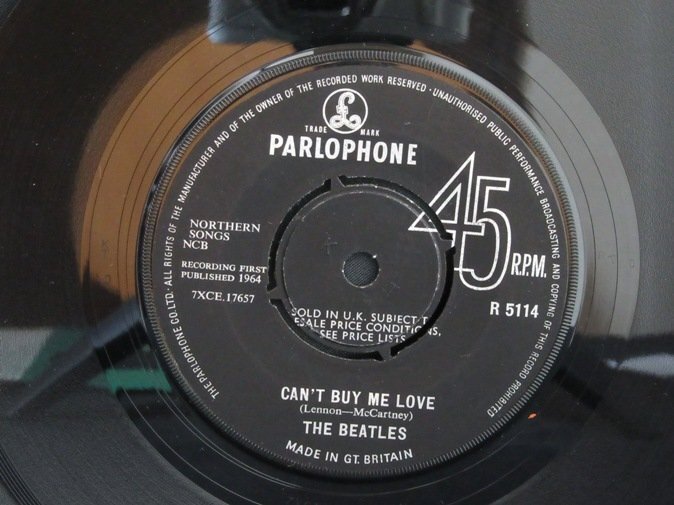 THE PARLOPHONE CO.LTD. · ALL RIGHTS OF THE MANUFACTURER AND OF THE OWNER OF THE RECORDED WORK RESERVED · UNAUTHORISED PUBLIC PERFORMANCE BROADCASTING AND COPYING OF THIS RECORD PROHIBITED
£
TRADE MARK
PARLOPHONE
45
R.P.M.
NORTHERN
SONGS
NCB
RECORDING FIRST
PUBLISHED 1964
7XCE.17657
R 5114
SOLD IN U.K. SUBJECT T
ESALE PRICE CONDITIONS,
SEE PRICE LISTS
CAN'T BUY ME LOVE
(Lennon—McCartney)
THE BEATLES
MADE IN GT. BRITAIN